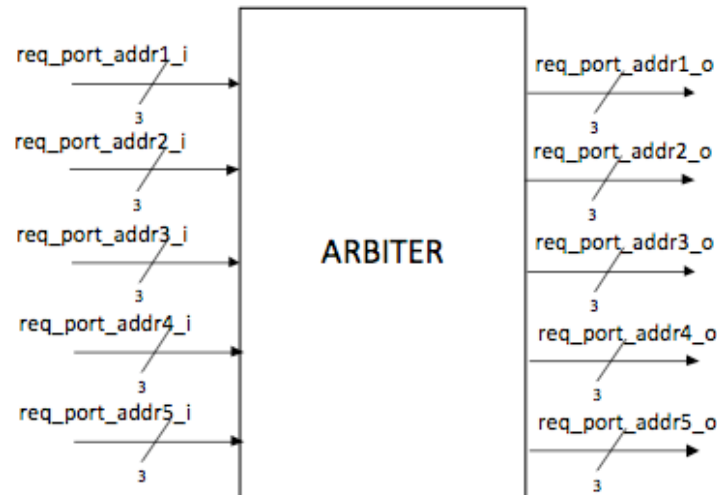 req_port_addr1_i
3
req_port_addr2_i
3
req_port_addr3_i
3
req_port_addr4_i
3
req_port_addr5_i
3
ARBITER
req_port_addr1_o
3
req_port_addr2_o
3
req_port_addr3_o
3
req_port_addr4_o
3
req_port_addr5_o
3